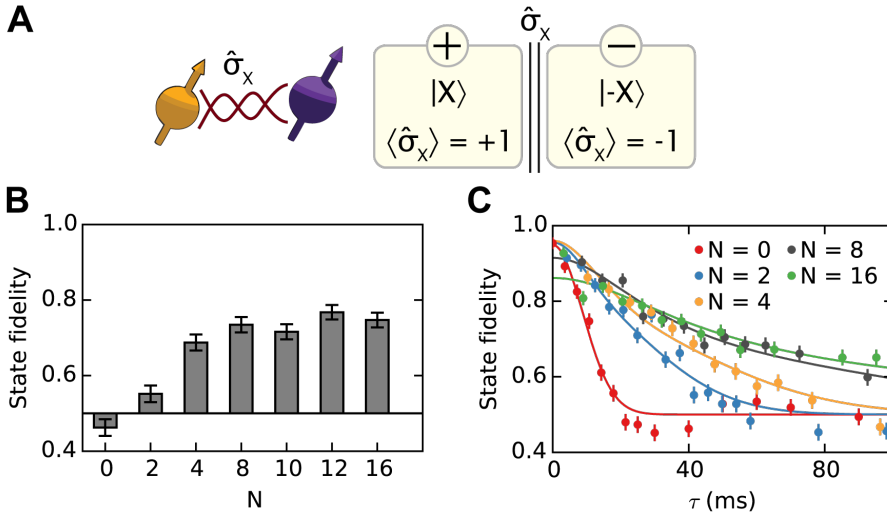 A
σ̂ₓ
σ̂ₓ
+
|X⟩
⟨σ̂ₓ⟩ = +1
−
|-X⟩
⟨σ̂ₓ⟩ = -1
B
State fidelity
1.0
0.8
0.6
0.4
0 2 4 8 10 12 16
N
C
State fidelity
1.0
0.8
0.6
0.4
N = 0
N = 2
N = 4
N = 8
N = 16
0 40 80
τ (ms)